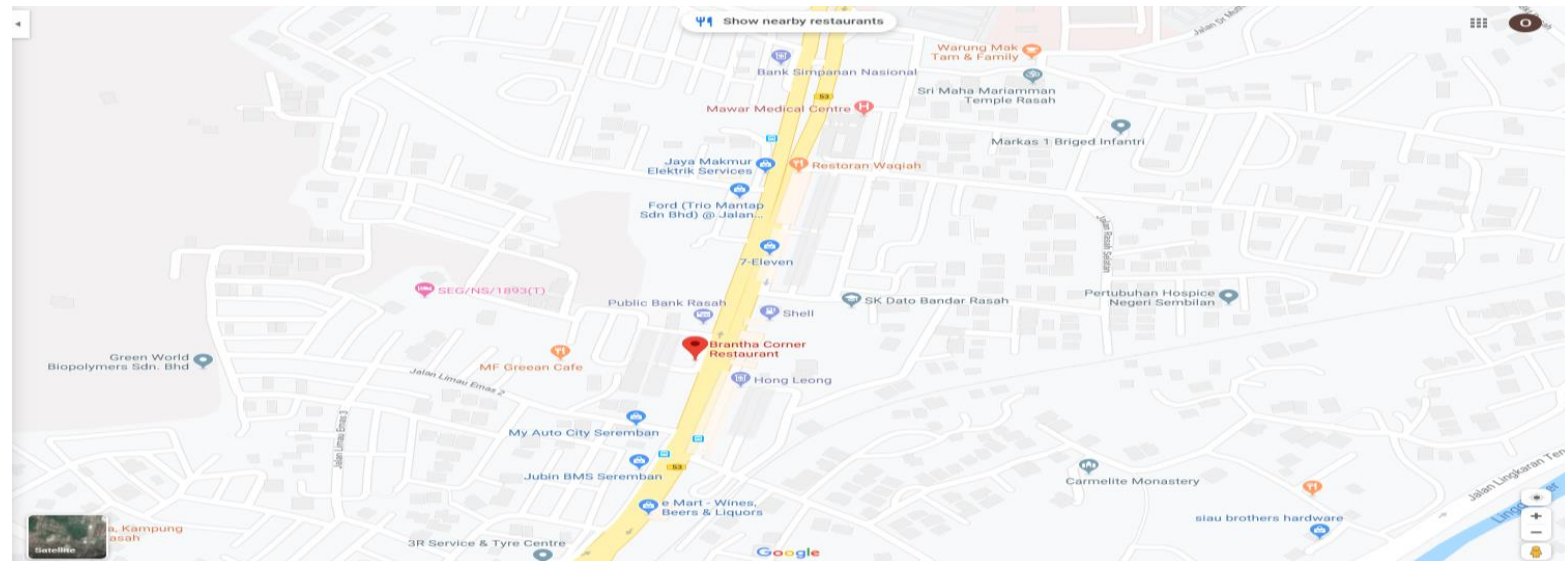 Show nearby restaurants
O
Jalan Dr Mut
Warung Mak
Tam & Family
Bank Simpanan Nasional
53
Sri Maha Mariamman
Temple Rasah
Mawar Medical Centre
H
Markas 1 Briged Infantri
Jaya Makmur
Elektrik Services
Restoran Waqiah
Ford (Trio Mantap
Sdn Bhd) @ Jalan...
Jalan Rasah Selatan
7-Eleven
SEG/NS/1893(T)
Public Bank Rasah
SK Dato Bandar Rasah
Pertubuhan Hospice
Negeri Sembilan
Shell
Brantha Corner
Restaurant
Green World
Biopolymers Sdn. Bhd
MF Greean Cafe
Jalan Limau Emas 2
Hong Leong
Jalan Limau Emas 3
My Auto City Seremban
53
Jubin BMS Seremban
Carmelite Monastery
Jalan Lingkaran Ten
e Mart - Wines,
Beers & Liquors
siau brothers hardware
a, Kampung
asah
3R Service & Tyre Centre
Satellite
Google